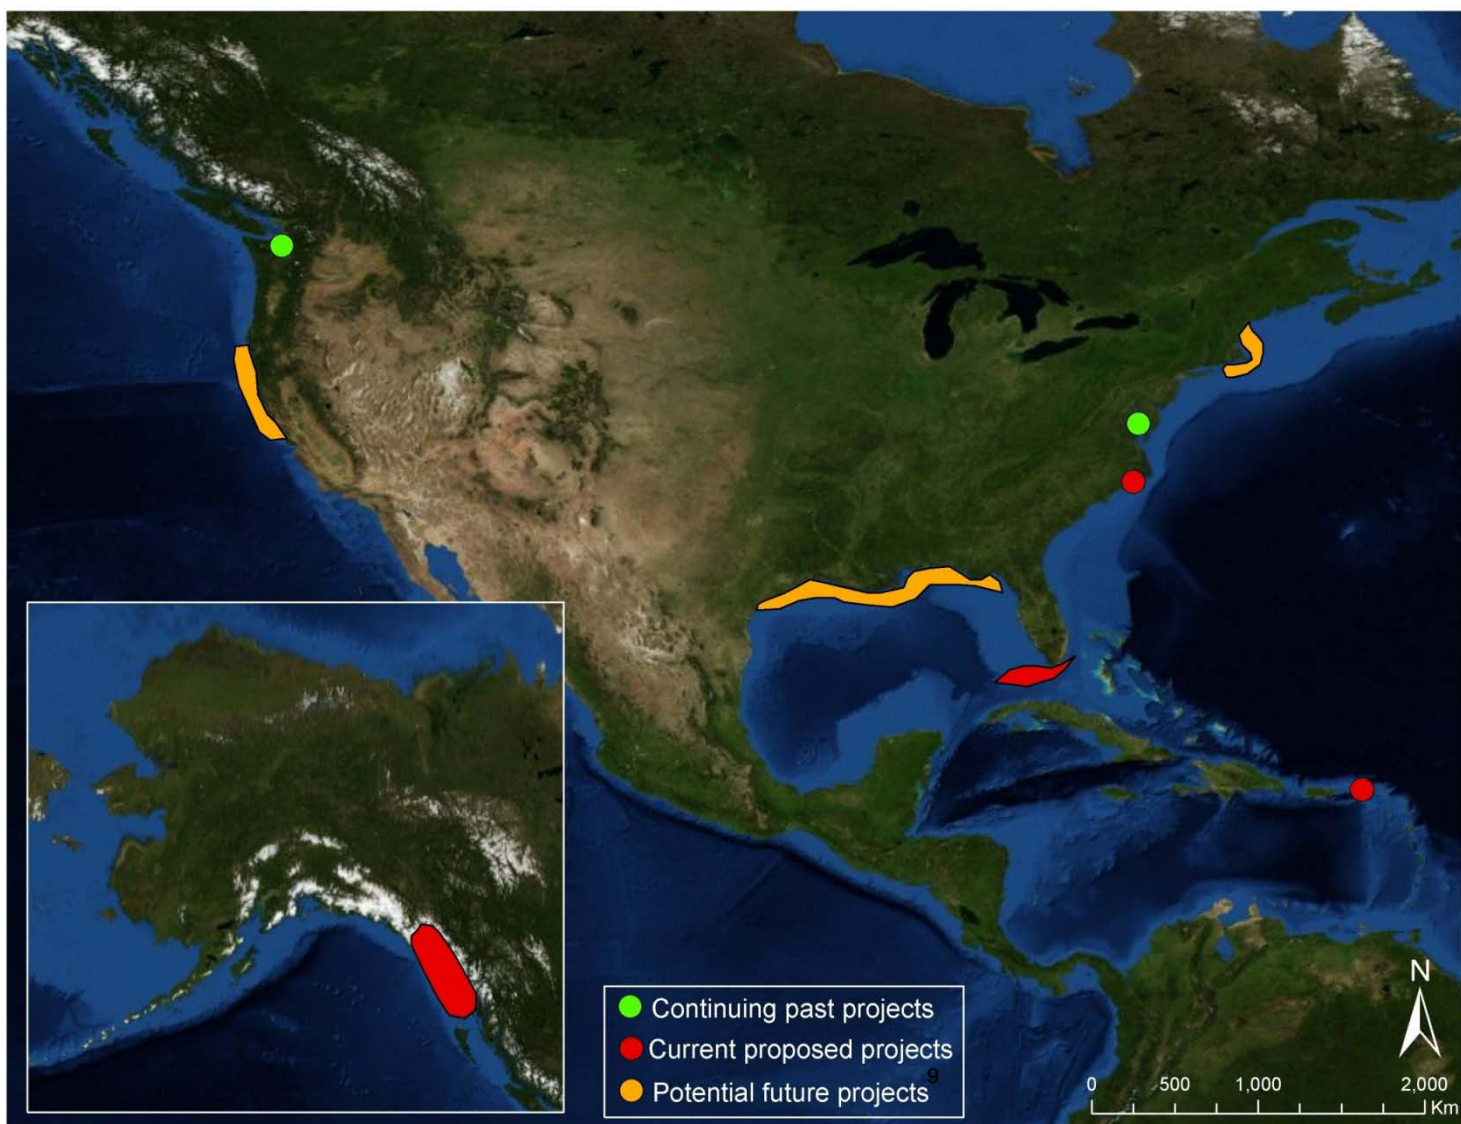 Continuing past projects
Current proposed projects
9
Potential future projects
N
0 500 1,000 2,000
Km